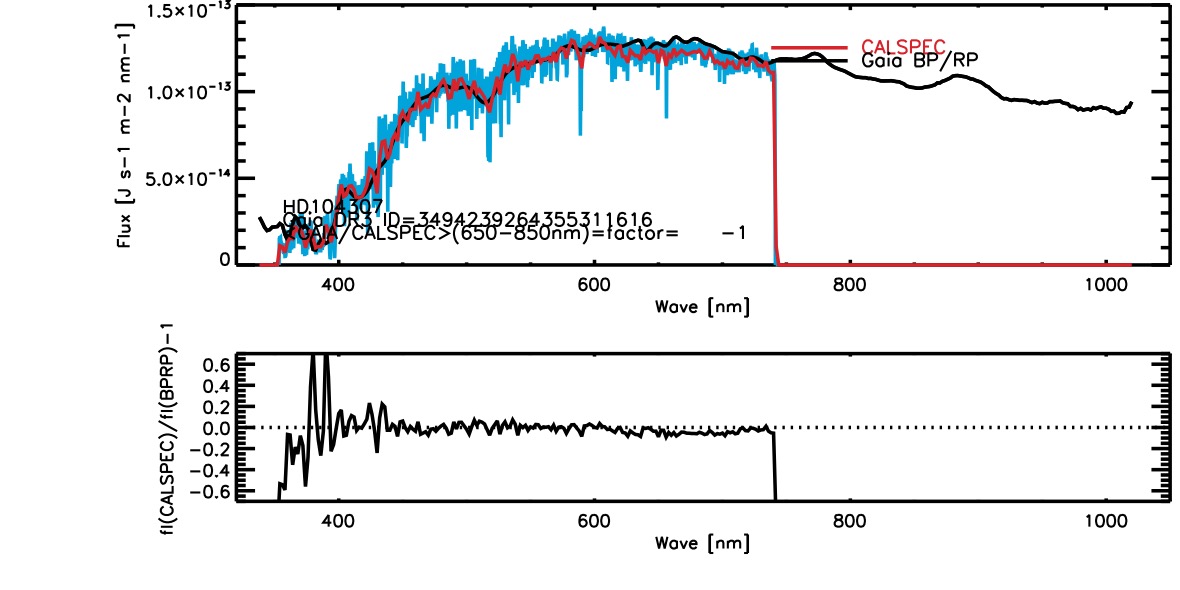 1.5×10−13
1.0×10−13
5.0×10−14
0
Flux [J s−1 m−2 nm−1]
CALSPEC
Gaia BP/RP
HD104307
Gaia DR3 ID=3494239264355311616
GAIA/CALSPEC>(650−850nm)=factor= −1
400 600 800 1000
Wave [nm]
0.6
0.4
0.2
0.0
−0.2
−0.4
−0.6
fl(CALSPEC)/fl(BPRP)−1
400 600 800 1000
Wave [nm]